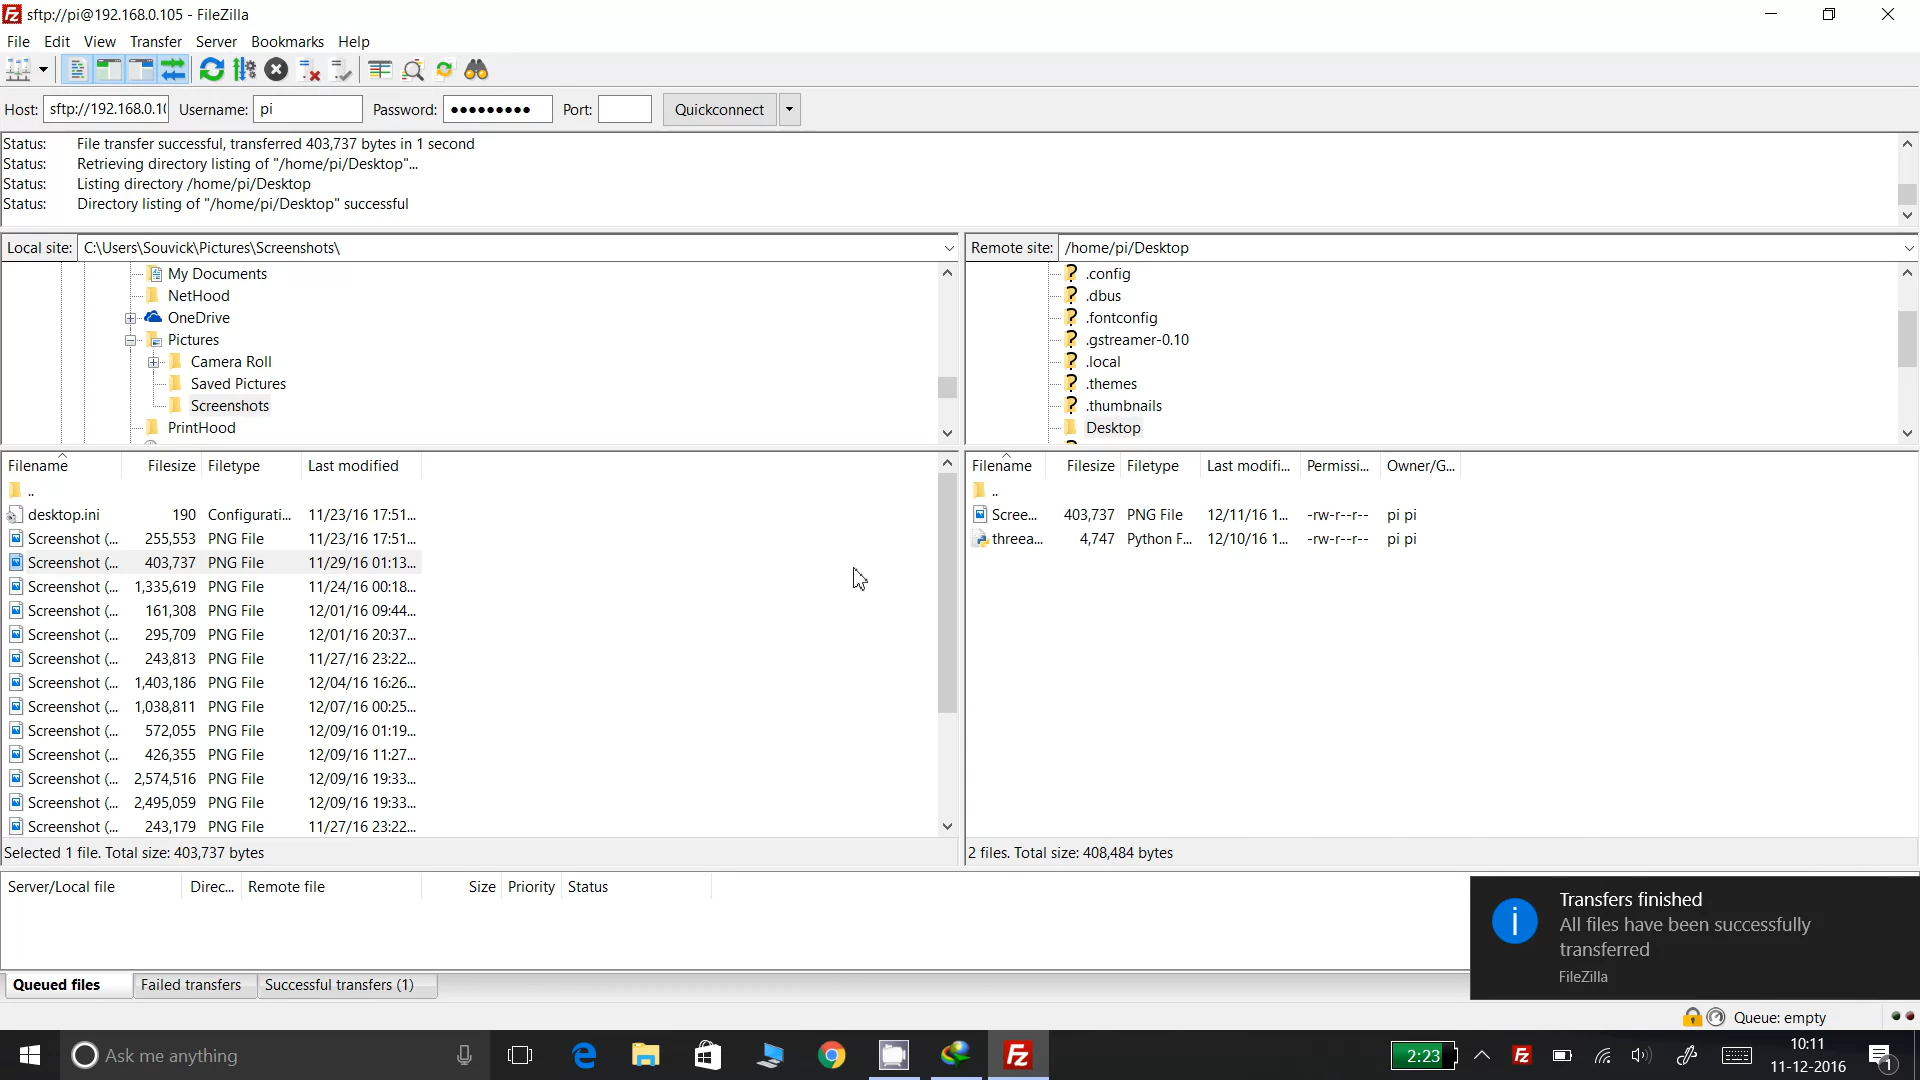 sftp://pi@192.168.0.105 - FileZilla
File Edit View Transfer Server Bookmarks Help
Host: sftp://192.168.0.1( Username: pi Password: ●●●●●●●●● Port: Quickconnect
Status: File transfer successful, transferred 403,737 bytes in 1 second
Status: Retrieving directory listing of "/home/pi/Desktop"...
Status: Listing directory /home/pi/Desktop
Status: Directory listing of "/home/pi/Desktop" successful
Local site: C:\Users\Souvick\Pictures\Screenshots\
My Documents
NetHood
OneDrive
Pictures
Camera Roll
Saved Pictures
Screenshots
PrintHood
Remote site: /home/pi/Desktop
.config
.dbus
.fontconfig
.gstreamer-0.10
.local
.themes
.thumbnails
Desktop
Filename Filesize Filetype Last modified
..
desktop.ini 190 Configurati... 11/23/16 17:51...
Screenshot (... 255,553 PNG File 11/23/16 17:51...
Screenshot (... 403,737 PNG File 11/29/16 01:13...
Screenshot (... 1,335,619 PNG File 11/24/16 00:18...
Screenshot (... 161,308 PNG File 12/01/16 09:44...
Screenshot (... 295,709 PNG File 12/01/16 20:37...
Screenshot (... 243,813 PNG File 11/27/16 23:22...
Screenshot (... 1,403,186 PNG File 12/04/16 16:26...
Screenshot (... 1,038,811 PNG File 12/07/16 00:25...
Screenshot (... 572,055 PNG File 12/09/16 01:19...
Screenshot (... 426,355 PNG File 12/09/16 11:27...
Screenshot (... 2,574,516 PNG File 12/09/16 19:33...
Screenshot (... 2,495,059 PNG File 12/09/16 19:33...
Screenshot (... 243,179 PNG File 11/27/16 23:22...
Selected 1 file. Total size: 403,737 bytes
Filename Filesize Filetype Last modifi... Permissi... Owner/G...
..
Scree... 403,737 PNG File 12/11/16 1... -rw-r--r-- pi pi
threea... 4,747 Python F... 12/10/16 1... -rw-r--r-- pi pi
2 files. Total size: 408,484 bytes
Server/Local file Direc... Remote file Size Priority Status
Transfers finished
All files have been successfully
transferred
FileZilla
Queued files Failed transfers Successful transfers (1)
Queue: empty
Ask me anything
2:23
10:11
11-12-2016
1